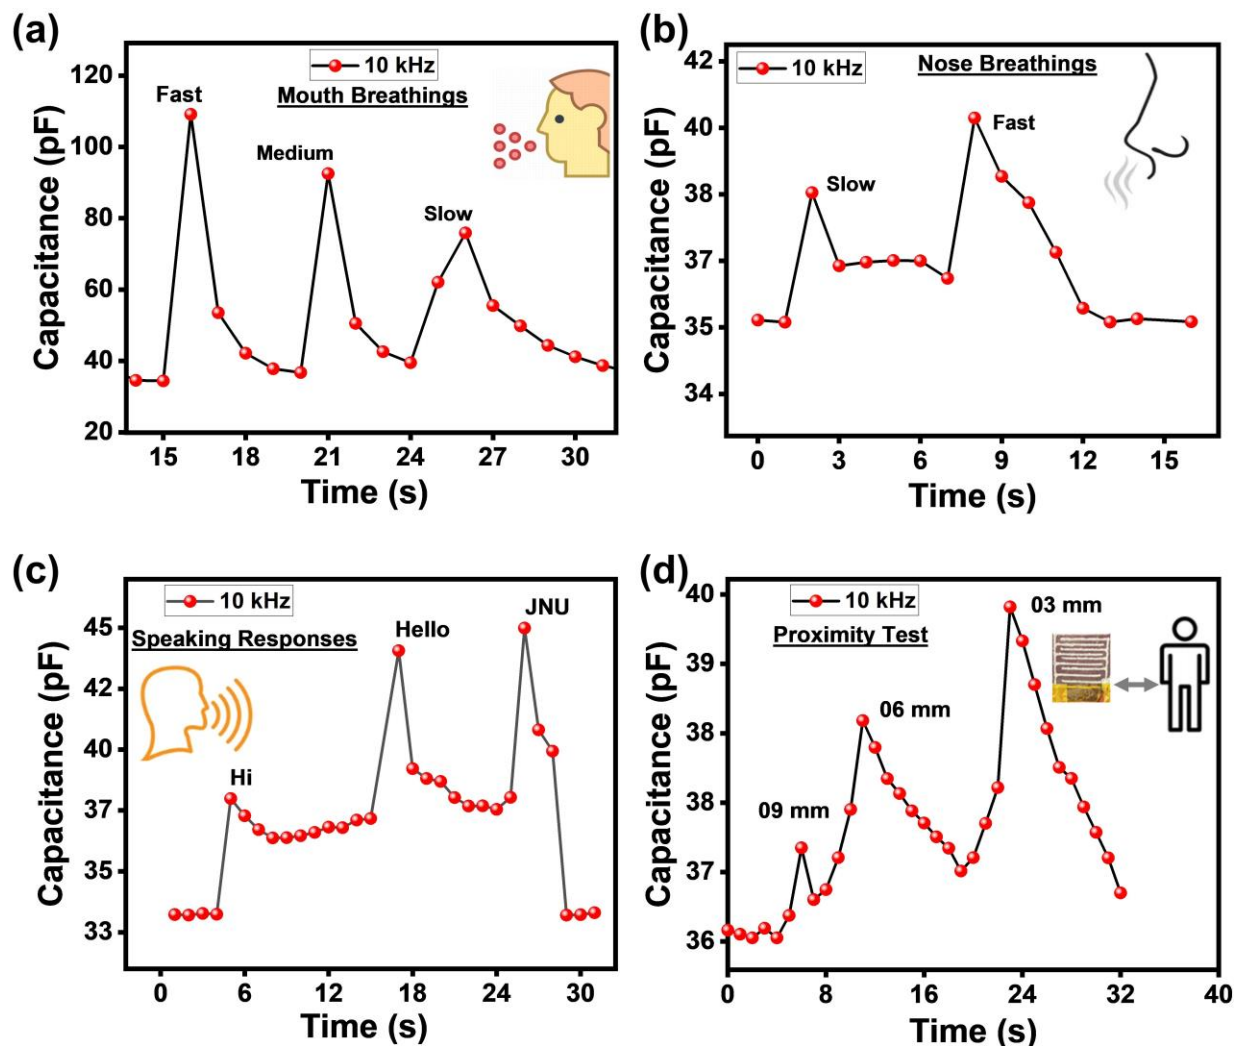 (a)
10 kHz
Mouth Breathings
Fast
Medium
Slow
Capacitance (pF)
120
100
80
60
40
20
15 18 21 24 27 30
Time (s)
(b)
10 kHz
Nose Breathings
Slow
Fast
Capacitance (pF)
42
40
38
37
35
34
0 3 6 9 12 15
Time (s)
(c)
10 kHz
Speaking Responses
Hi
Hello
JNU
Capacitance (pF)
45
42
40
37
35
33
0 6 12 18 24 30
Time (s)
(d)
10 kHz
Proximity Test
09 mm
06 mm
03 mm
Capacitance (pF)
40
39
38
38
37
36
0 8 16 24 32 40
Time (s)